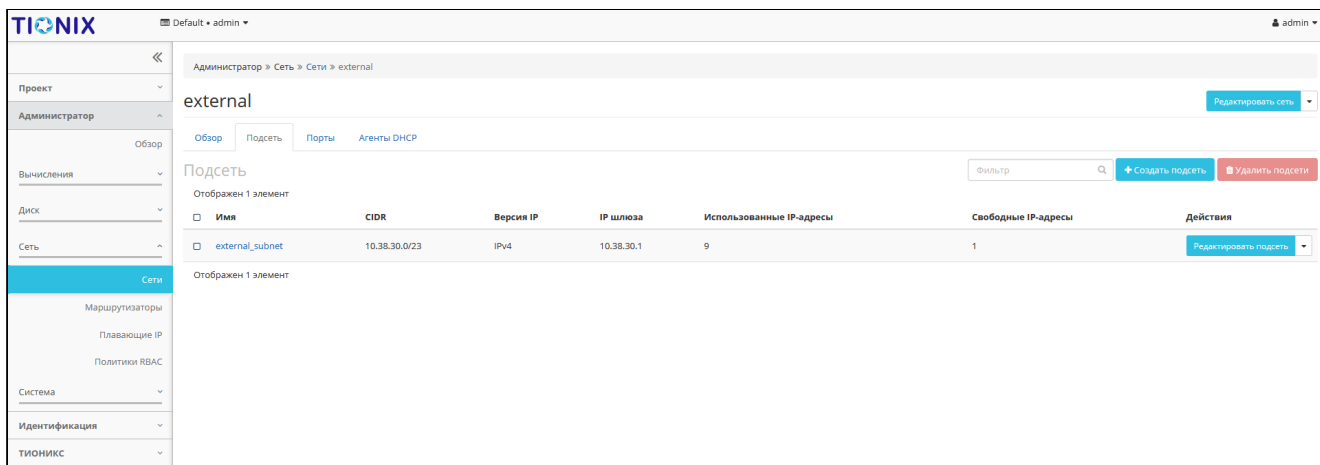 TIONIX
Default • admin
admin
Администратор » Сеть » Сети » external
Проект
Администратор
Обзор
Вычисления
Диск
Сеть
Сети
Маршрутизаторы
Плавающие IP
Политики RBAC
Система
Идентификация
ТИОНИКС
external
Редактировать сеть
Обзор Подсеть Порты Агенты DHCP
Подсеть
Фильтр
+ Создать подсеть
Удалить подсети
Отображен 1 элемент
Имя CIDR Версия IP IP шлюза Использованные IP-адреса Свободные IP-адреса Действия
external_subnet 10.38.30.0/23 IPv4 10.38.30.1 9 1 Редактировать подсеть
Отображен 1 элемент